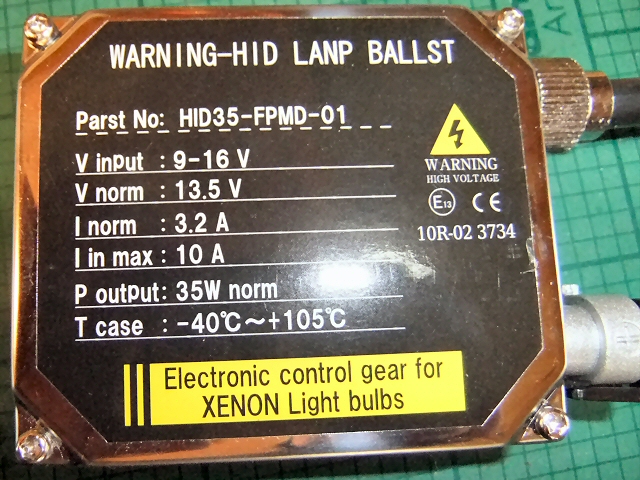 WARNING-HID LANP BALLST
Parst No: HID35-FPMD-01
V input : 9-16 V
V norm : 13.5 V
I norm : 3.2 A
I in max : 10 A
P output: 35W norm
T case : -40℃～+105℃
WARNING
HIGH VOLTAGE
E13 CE
10R-02 3734
Electronic control gear for
XENON Light bulbs